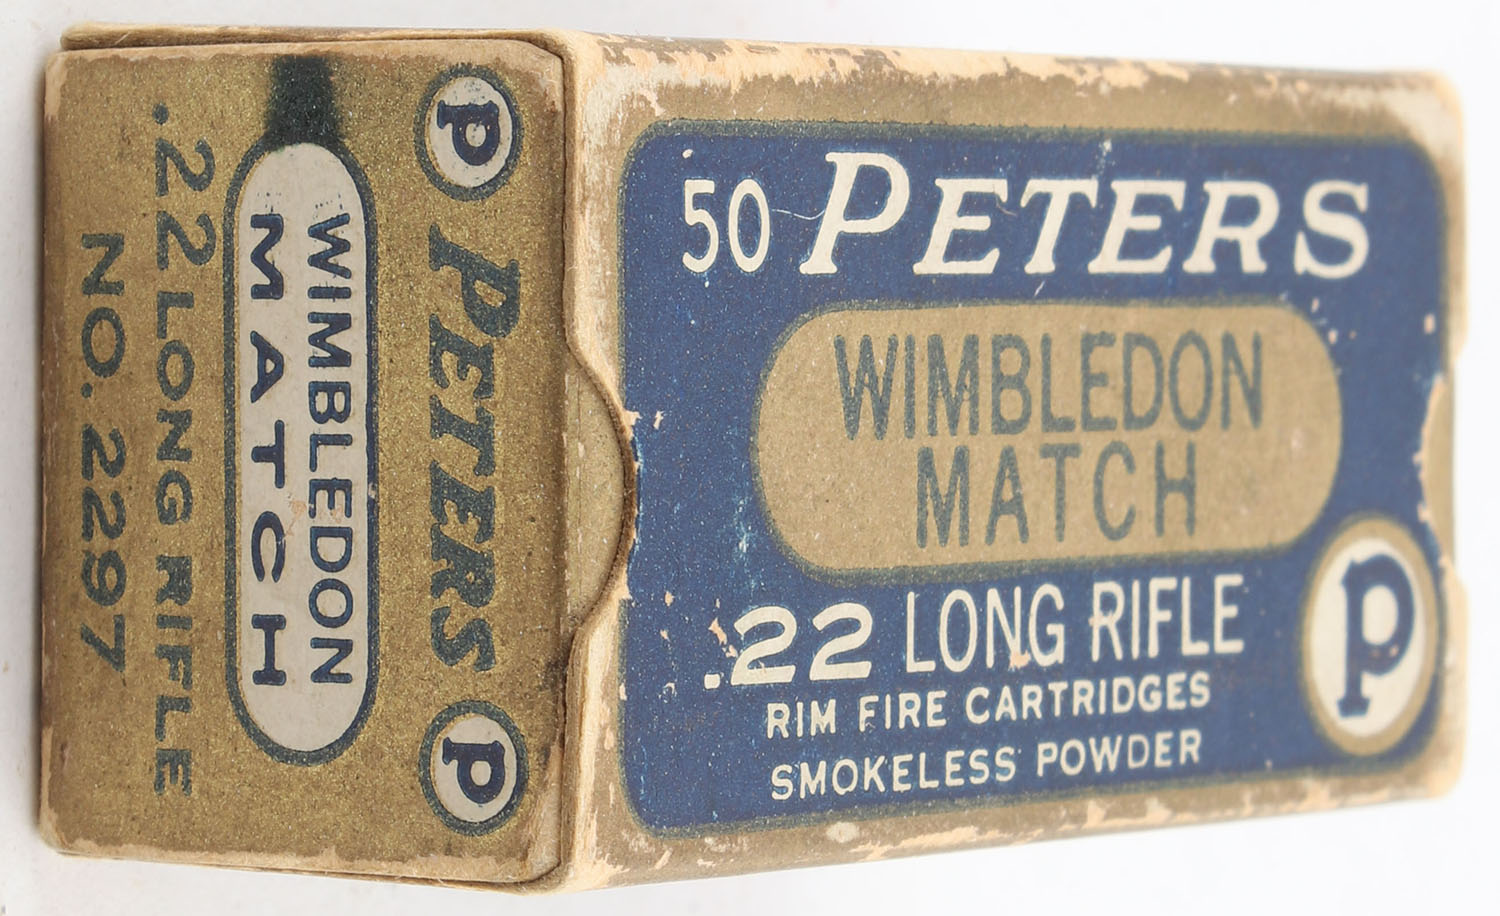 50 PETERS
WIMBLEDON
MATCH
.22 LONG RIFLE
RIM FIRE CARTRIDGES
SMOKELESS POWDER
P
P PETERS P
WIMBLEDON
MATCH
.22 LONG RIFLE
NO. 2297